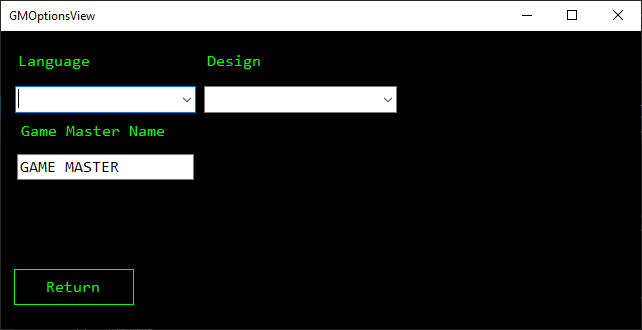 GMOptionsView
Language Design
Game Master Name
GAME MASTER
Return